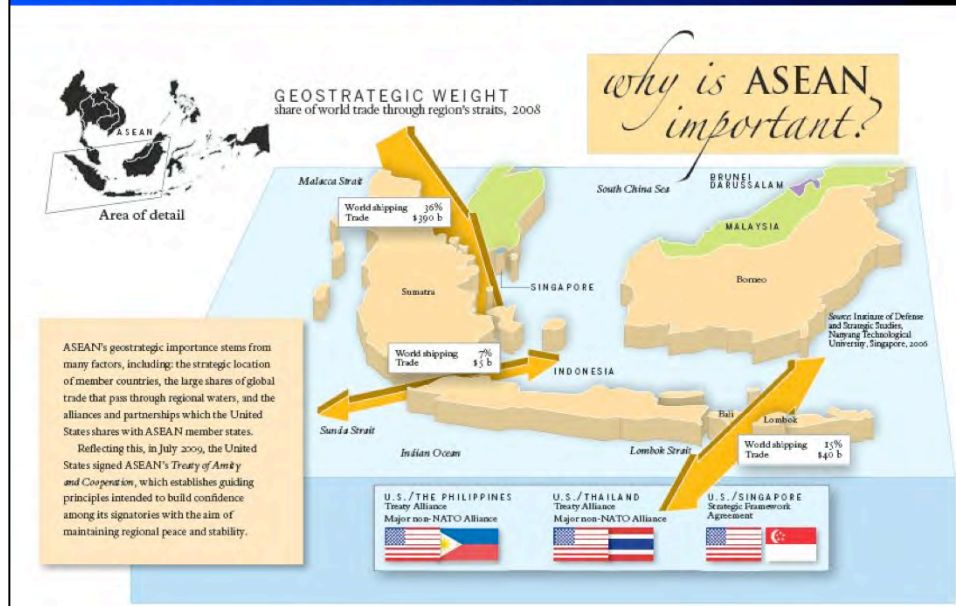 why is ASEAN
important?
GEOSTRATEGIC WEIGHT
share of world trade through region's straits, 2008
ASEAN
Area of detail
Malacca Strait
World shipping 36%
Trade $390 b
South China Sea
BRUNEI
DARUSSALAM
MALAYSIA
SINGAPORE
Sumatra
Borneo
Source: Institute of Defense
and Strategic Studies,
Nanyang Technological
University, Singapore, 2006
World shipping 7%
Trade $5 b
INDONESIA
Sunda Strait
Indian Ocean
Bali
Lombok
Lombok Strait
World shipping 15%
Trade $40 b
ASEAN's geostrategic importance stems from
many factors, including: the strategic location
of member countries, the large shares of global
trade that pass through regional waters, and the
alliances and partnerships which the United
States shares with ASEAN member states.
Reflecting this, in July 2009, the United
States signed ASEAN's Treaty of Amity
and Cooperation, which establishes guiding
principles intended to build confidence
among its signatories with the aim of
maintaining regional peace and stability.
U.S./THE PHILIPPINES
Treaty Alliance
Major non-NATO Alliance
U.S./THAILAND
Treaty Alliance
Major non-NATO Alliance
U.S./SINGAPORE
Strategic Framework
Agreement